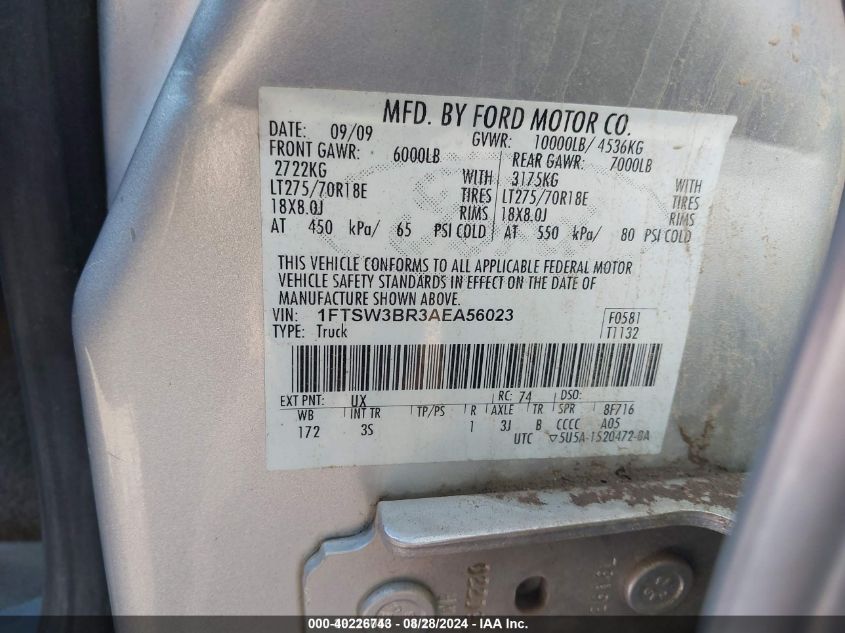 MFD. BY FORD MOTOR CO.
DATE: 09/09 GVWR: 10000LB/ 4536KG
FRONT GAWR: 6000LB REAR GAWR: 7000LB
2722KG WITH 3175KG WITH
LT275/70R18E TIRES LT275/70R18E TIRES
18X8.0J RIMS 18X8.0J RIMS
AT 450 kPa/ 65 PSI COLD AT 550 kPa/ 80 PSI COLD
THIS VEHICLE CONFORMS TO ALL APPLICABLE FEDERAL MOTOR
VEHICLE SAFETY STANDARDS IN EFFECT ON THE DATE OF
MANUFACTURE SHOWN ABOVE.
VIN: 1FTSW3BR3AEA56023 F0581
TYPE: Truck T1132
EXT PNT: UX RC: 74 DSO:
WB INT TR TP/PS R AXLE TR SPR 8F716
172 3S 1 3J B CCCC A05
UTC ▽5U5A-1520472-BA
000-40226743 - 08/28/2024 - IAA Inc.